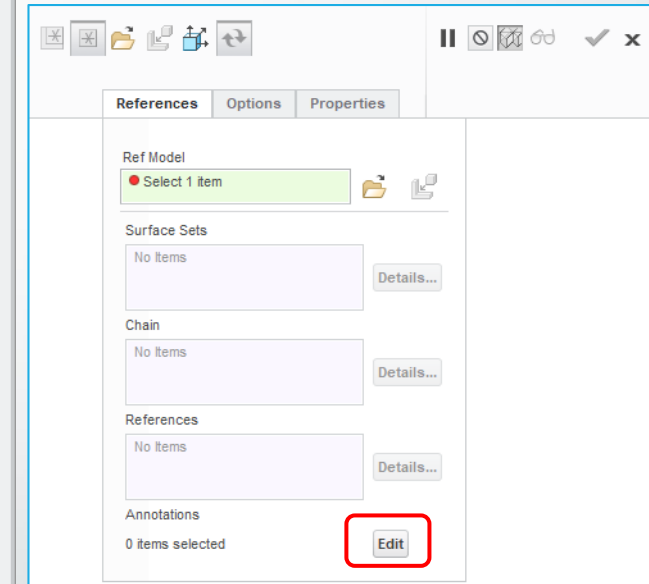 References Options Properties
Ref Model
Select 1 item
Surface Sets
No Items
Details...
Chain
No Items
Details...
References
No Items
Details...
Annotations
0 items selected Edit